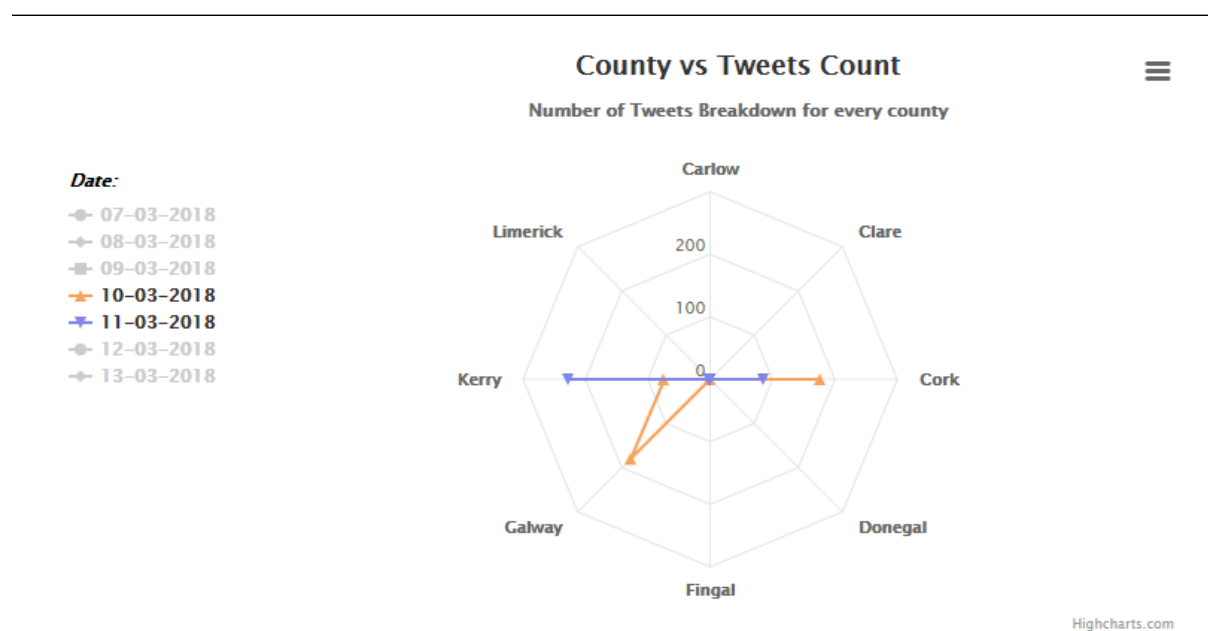 County vs Tweets Count
Number of Tweets Breakdown for every county
Date:
07-03-2018
08-03-2018
09-03-2018
10-03-2018
11-03-2018
12-03-2018
13-03-2018
Carlow
Limerick
Clare
200
100
0
Kerry
Cork
Galway
Donegal
Fingal
Highcharts.com